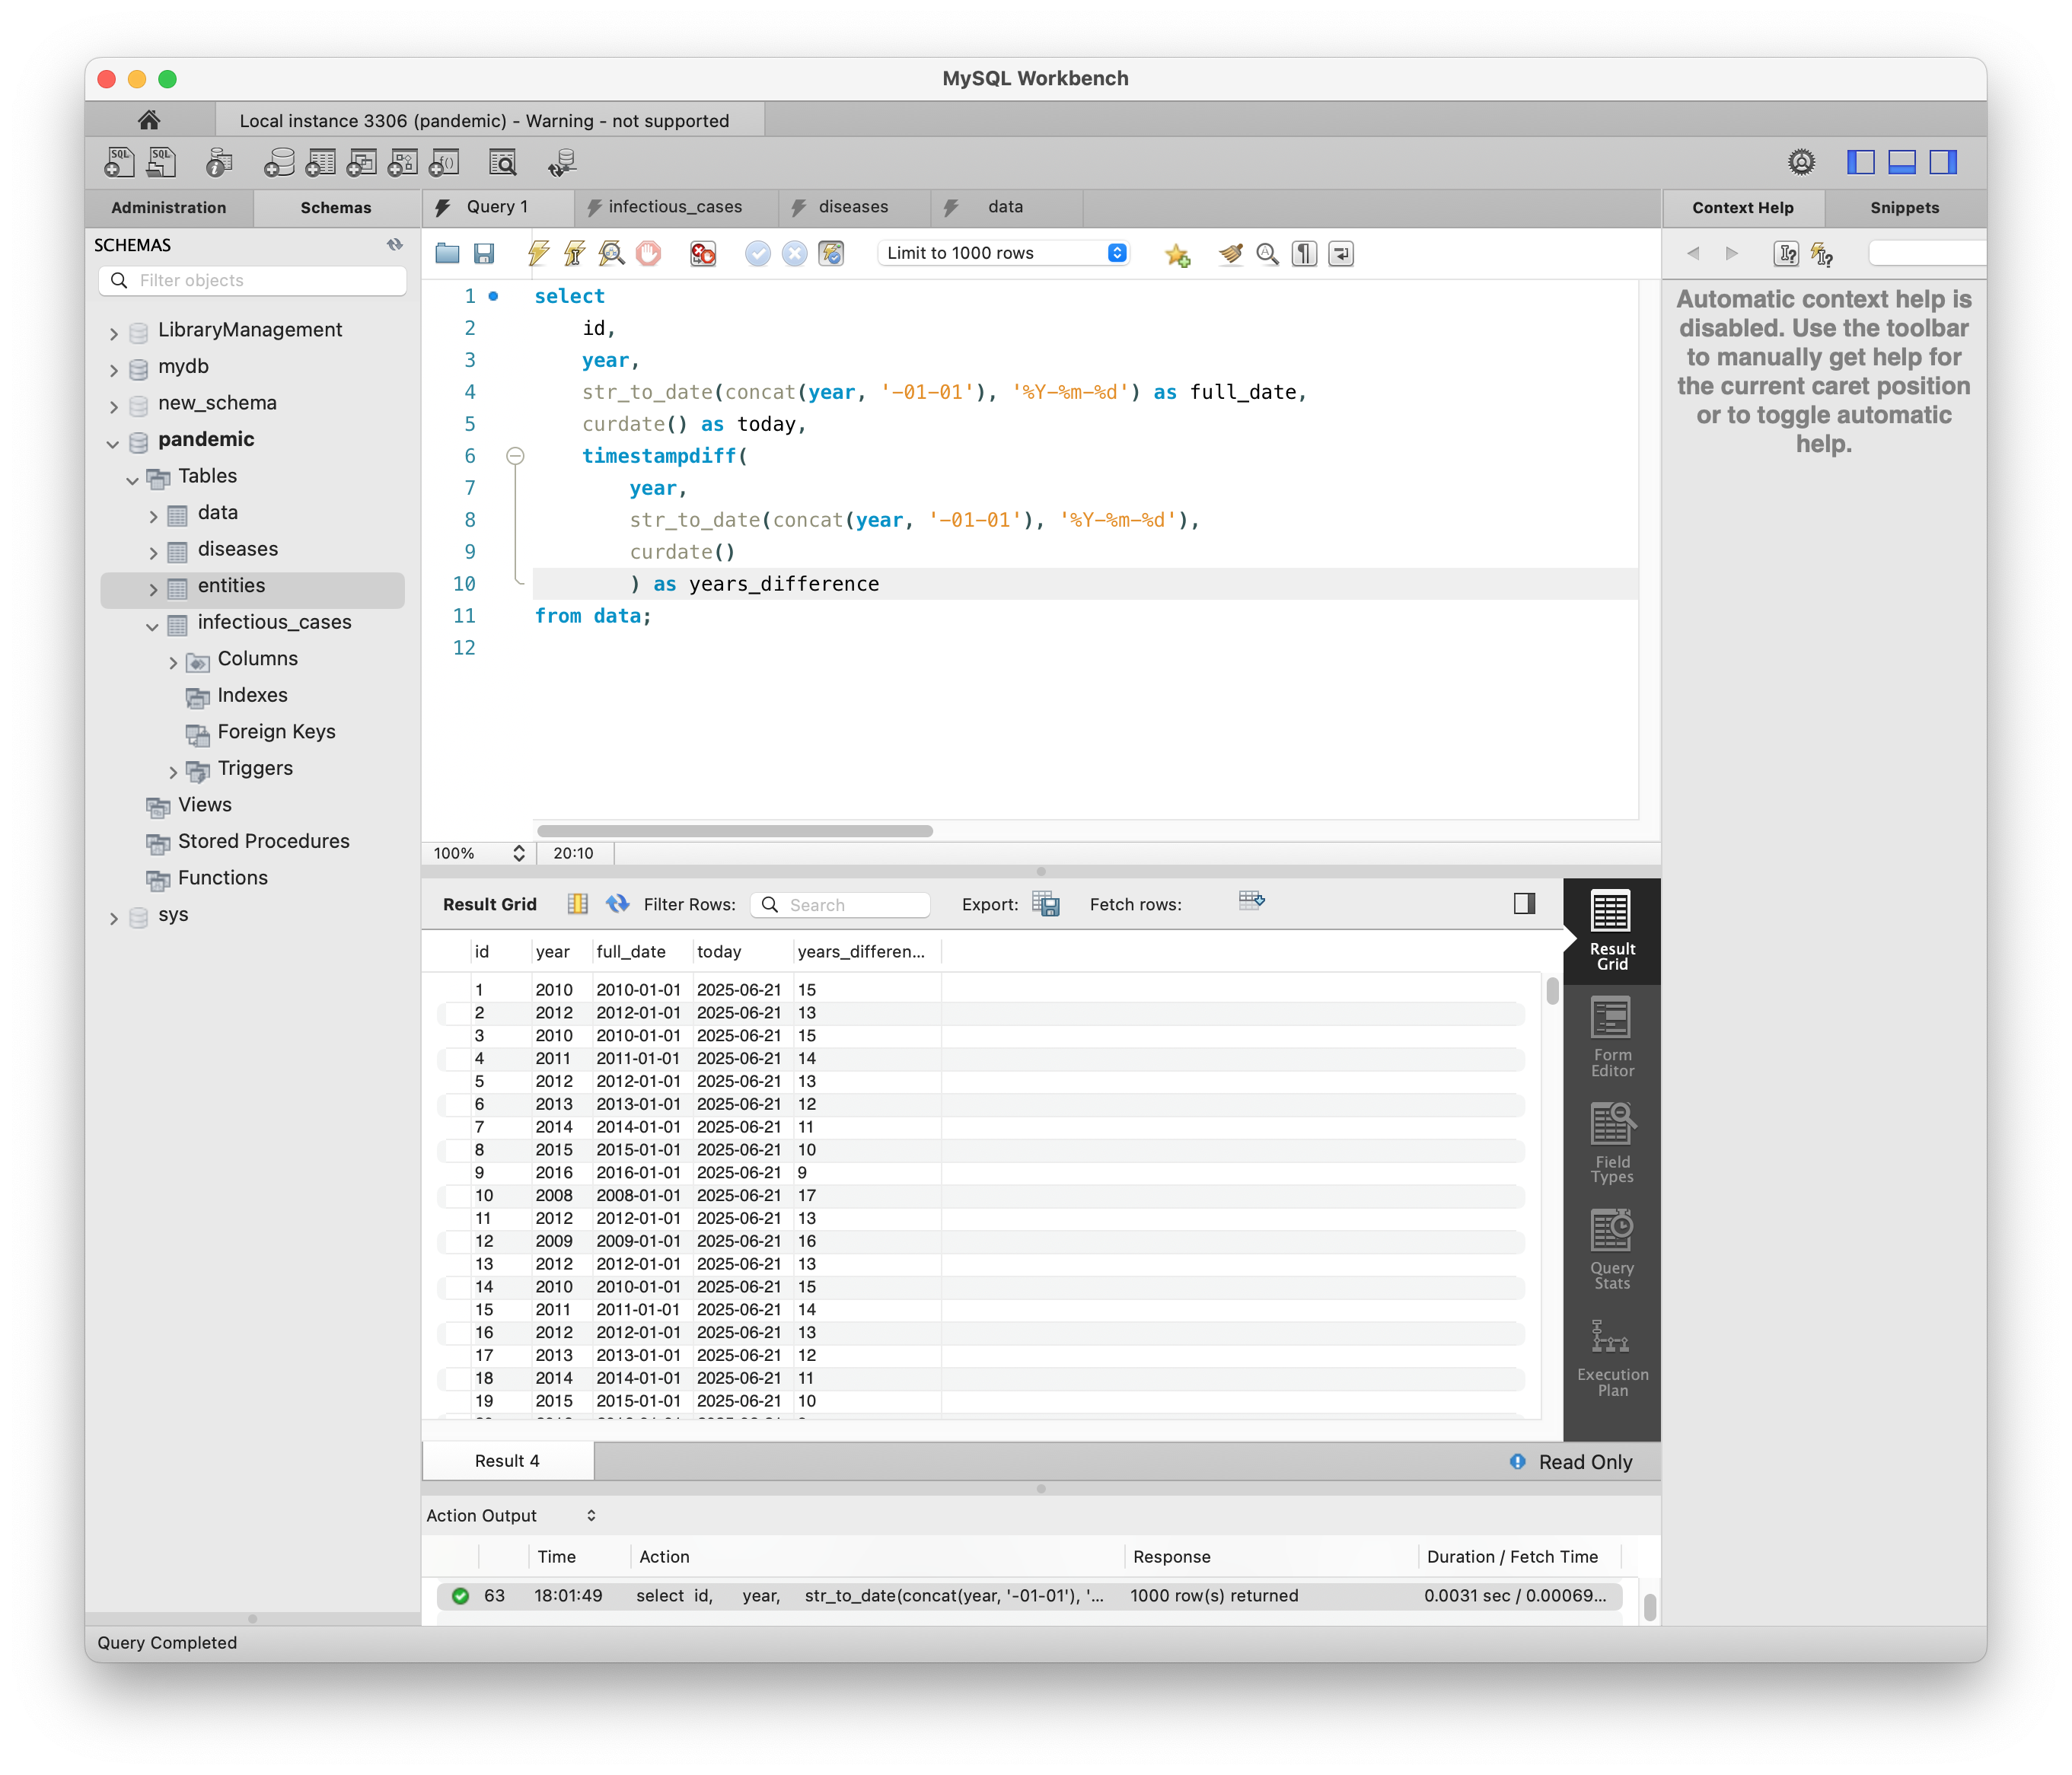 MySQL Workbench
Local instance 3306 (pandemic) - Warning - not supported
Administration
Schemas
Query 1
infectious_cases
diseases
data
Context Help
Snippets
SCHEMAS
Filter objects
LibraryManagement
mydb
new_schema
pandemic
Tables
data
diseases
entities
infectious_cases
Columns
Indexes
Foreign Keys
Triggers
Views
Stored Procedures
Functions
sys
Limit to 1000 rows
1 select
2 id,
3 year,
4 str_to_date(concat(year, '-01-01'), '%Y-%m-%d') as full_date,
5 curdate() as today,
6 timestampdiff(
7 year,
8 str_to_date(concat(year, '-01-01'), '%Y-%m-%d'),
9 curdate()
10 ) as years_difference
11 from data;
12
Automatic context help is
disabled. Use the toolbar
to manually get help for
the current caret position
or to toggle automatic
help.
100% 20:10
Result Grid Filter Rows: Search Export: Fetch rows:
id year full_date today years_differen...
1 2010 2010-01-01 2025-06-21 15
2 2012 2012-01-01 2025-06-21 13
3 2010 2010-01-01 2025-06-21 15
4 2011 2011-01-01 2025-06-21 14
5 2012 2012-01-01 2025-06-21 13
6 2013 2013-01-01 2025-06-21 12
7 2014 2014-01-01 2025-06-21 11
8 2015 2015-01-01 2025-06-21 10
9 2016 2016-01-01 2025-06-21 9
10 2008 2008-01-01 2025-06-21 17
11 2012 2012-01-01 2025-06-21 13
12 2009 2009-01-01 2025-06-21 16
13 2012 2012-01-01 2025-06-21 13
14 2010 2010-01-01 2025-06-21 15
15 2011 2011-01-01 2025-06-21 14
16 2012 2012-01-01 2025-06-21 13
17 2013 2013-01-01 2025-06-21 12
18 2014 2014-01-01 2025-06-21 11
19 2015 2015-01-01 2025-06-21 10
Result
Grid
Form
Editor
Field
Types
Query
Stats
Execution
Plan
Result 4
Read Only
Action Output
Time Action Response Duration / Fetch Time
63 18:01:49 select id, year, str_to_date(concat(year, '-01-01'), '... 1000 row(s) returned 0.0031 sec / 0.00069...
Query Completed